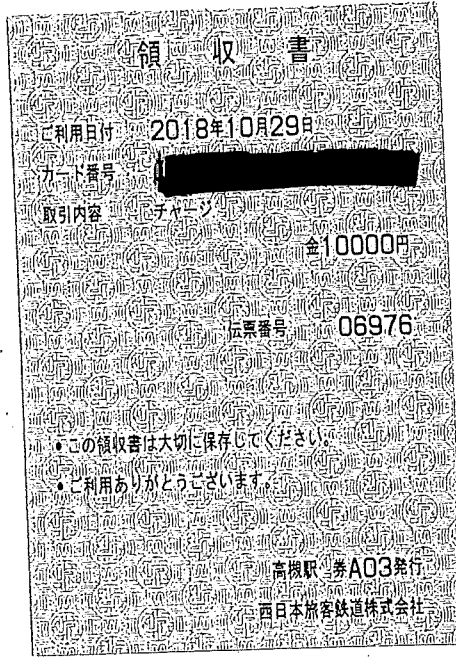 領収書
ご利用日付 2018年10月29日
カード番号
取引内容 チャージ
金10000円
伝票番号 06976
•この領収書は大切に保存してください。
•ご利用ありがとうございます。
高槻駅 券A03発行
西日本旅客鉄道株式会社